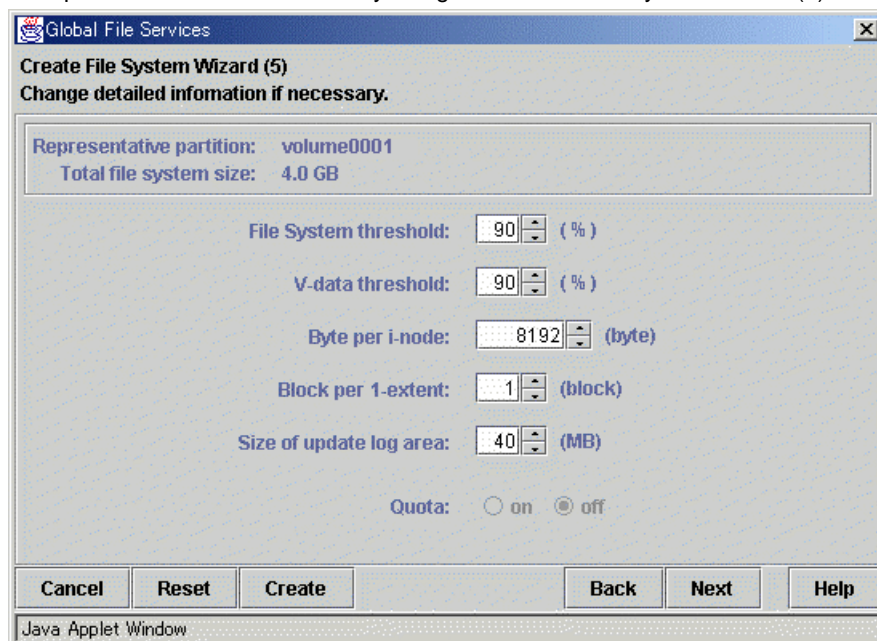 Global File Services
Create File System Wizard (5)
Change detailed infomation if necessary.
Representative partition: volume0001
Total file system size: 4.0 GB
File System threshold: 90 (%)
V-data threshold: 90 (%)
Byte per i-node: 8192 (byte)
Block per 1-extent: 1 (block)
Size of update log area: 40 (MB)
Quota: on off
Cancel Reset Create Back Next Help
Java Applet Window